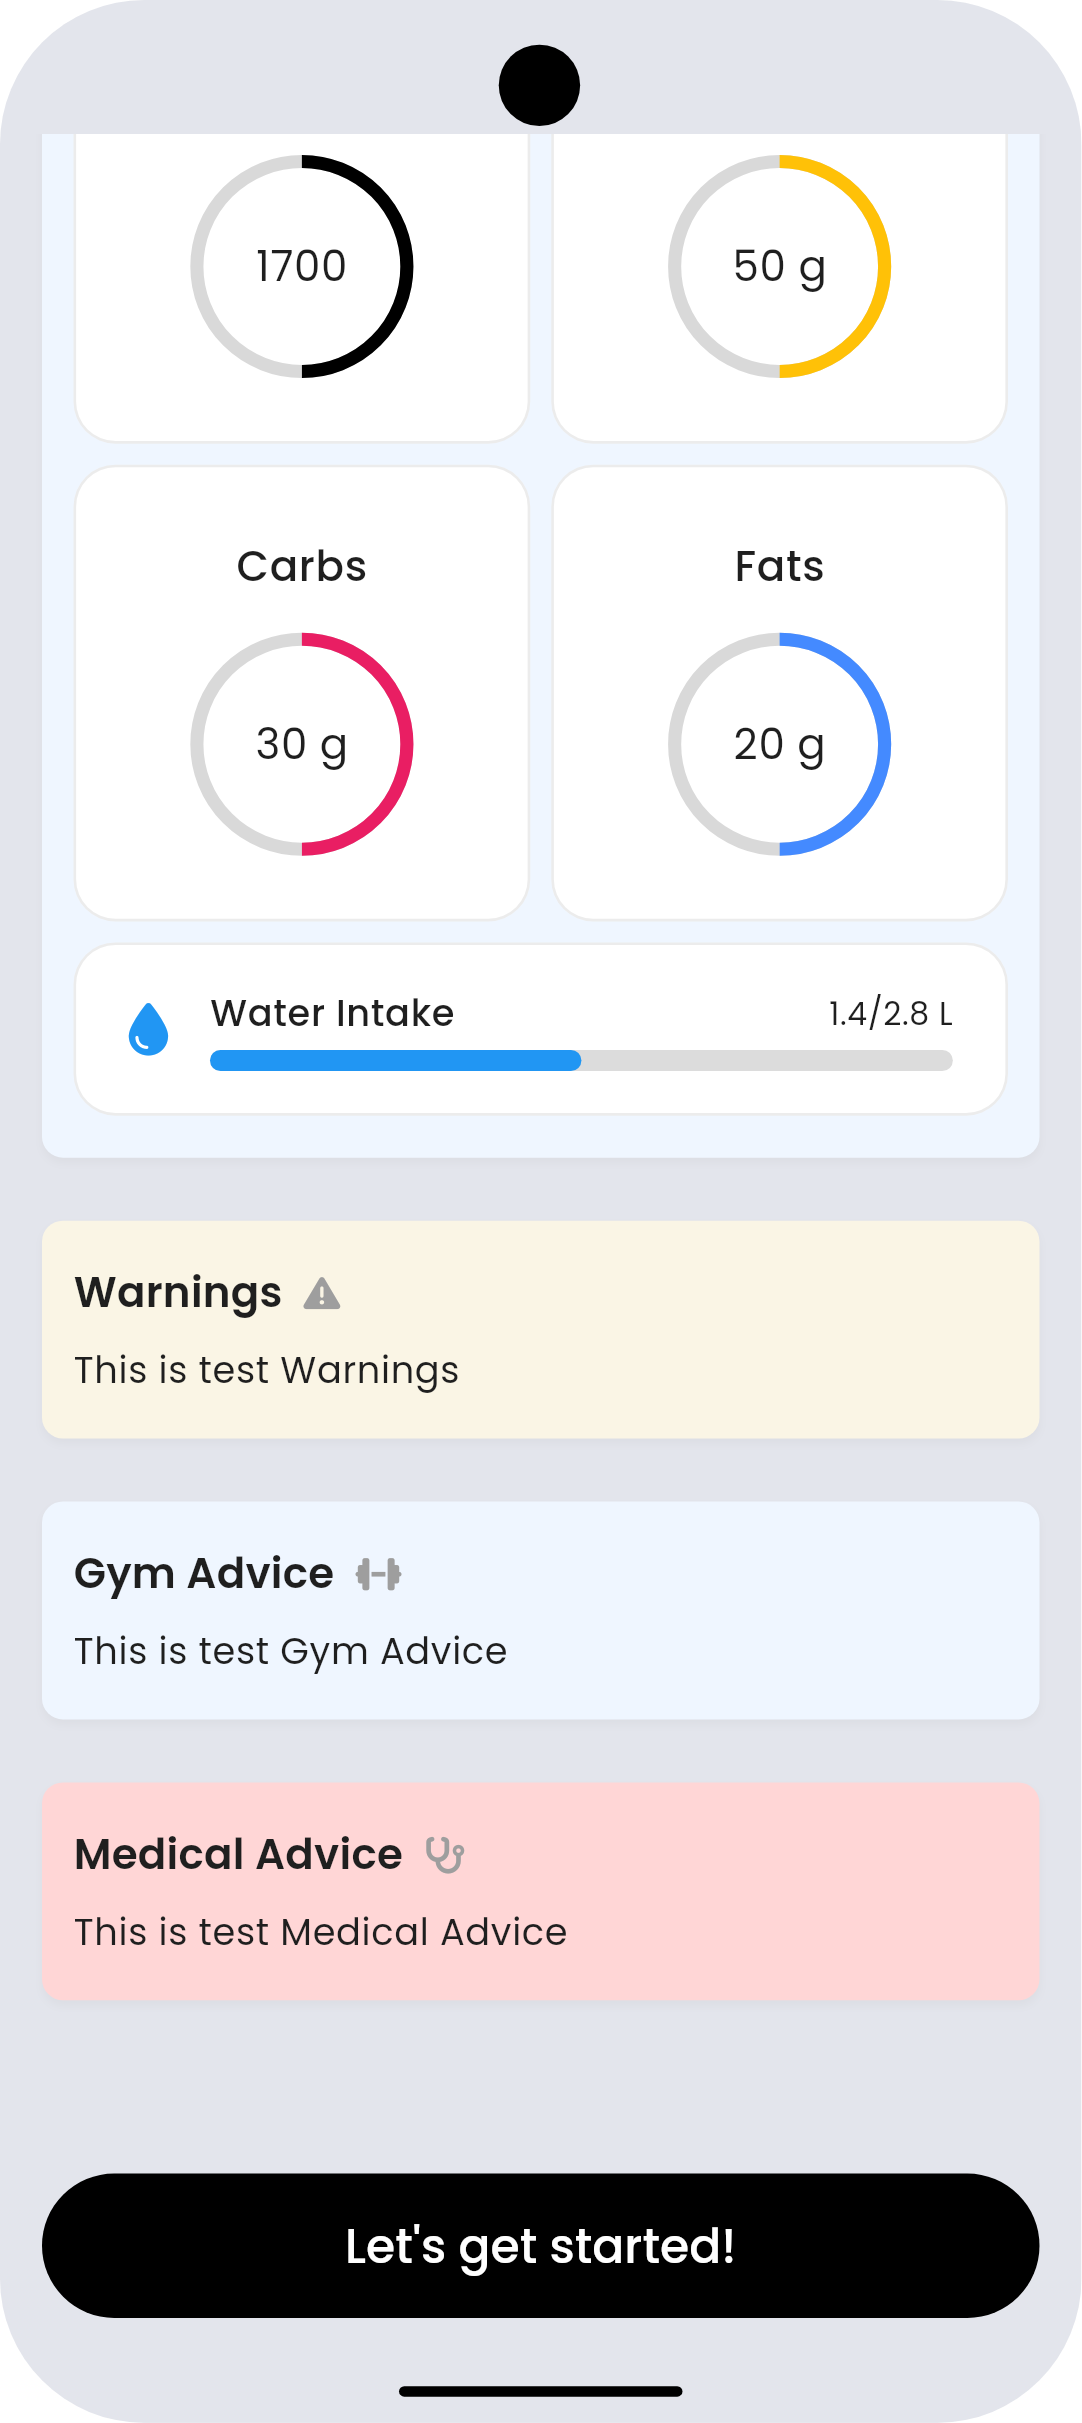 1700
50 g
Carbs
Fats
30 g
20 g
Water Intake
1.4/2.8 L
Warnings
This is test Warnings
Gym Advice
This is test Gym Advice
Medical Advice
This is test Medical Advice
Let's get started!